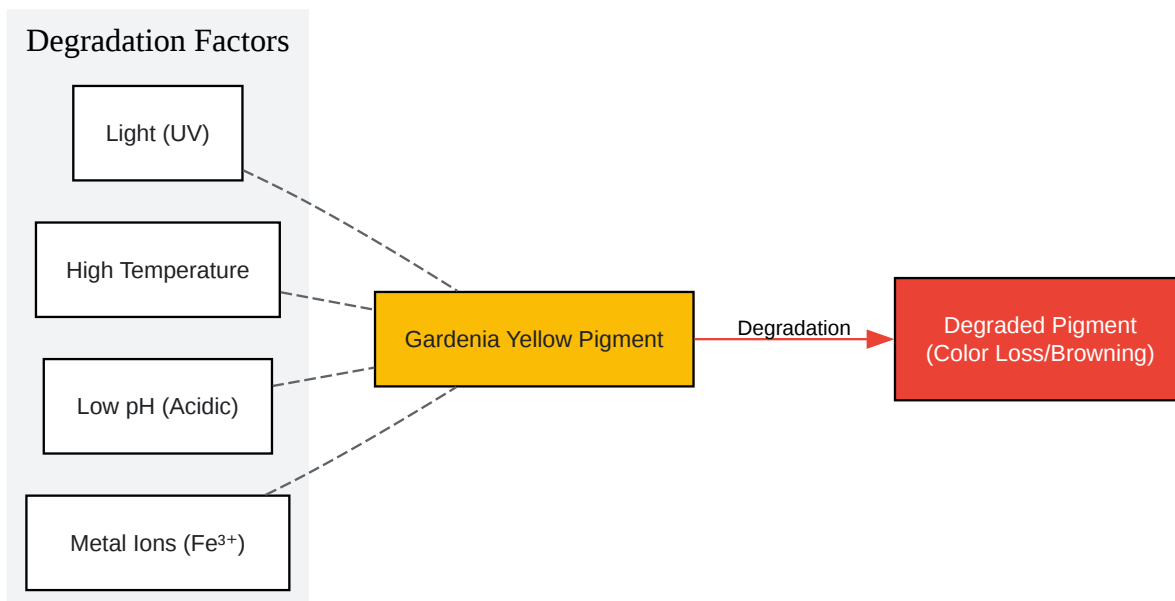 Degradation Factors
Light (UV)
High Temperature
Low pH (Acidic)
Metal Ions (Fe³⁺)
Gardenia Yellow Pigment
Degradation
Degraded Pigment
(Color Loss/Browning)